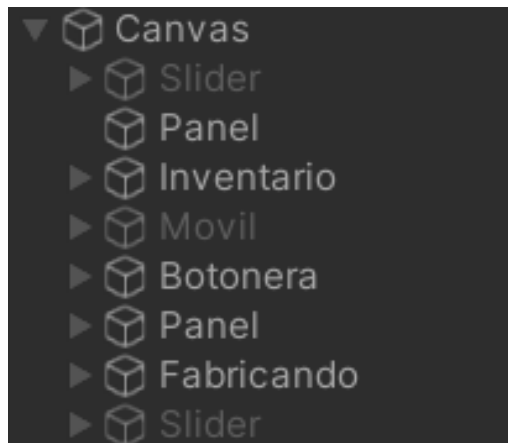 Canvas
Slider
Panel
Inventario
Movil
Botonera
Panel
Fabricando
Slider